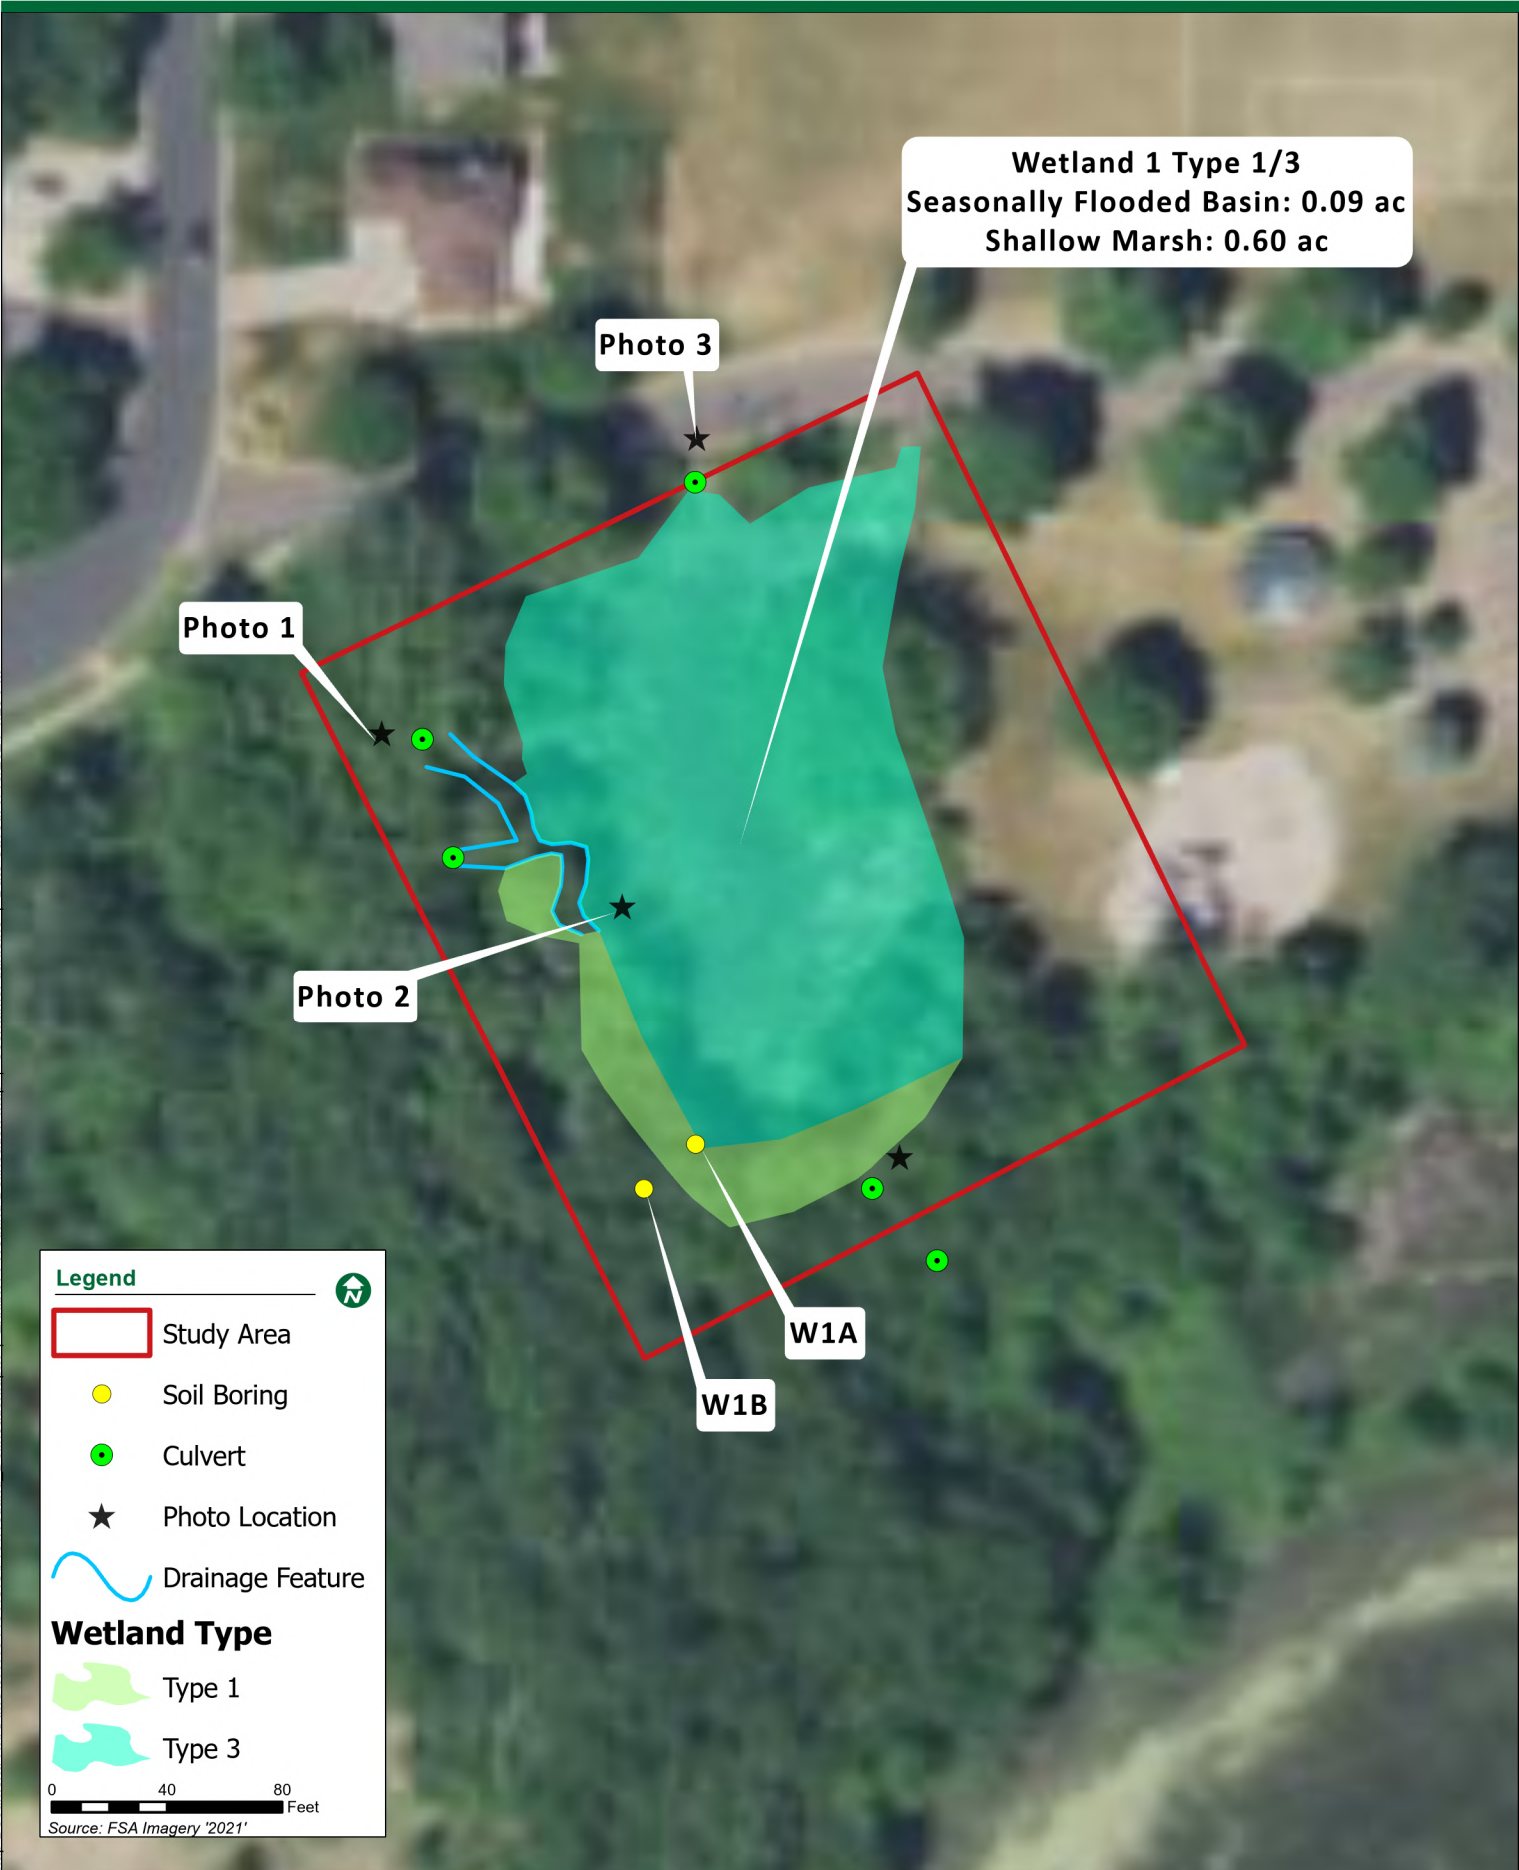 Wetland 1 Type 1/3
Seasonally Flooded Basin: 0.09 ac
Shallow Marsh: 0.60 ac
Photo 3
Photo 1
Photo 2
W1A
W1B
Legend
N
Study Area
Soil Boring
Culvert
Photo Location
Drainage Feature
Wetland Type
Type 1
Type 3
0 40 80
Feet
Source: FSA Imagery '2021'